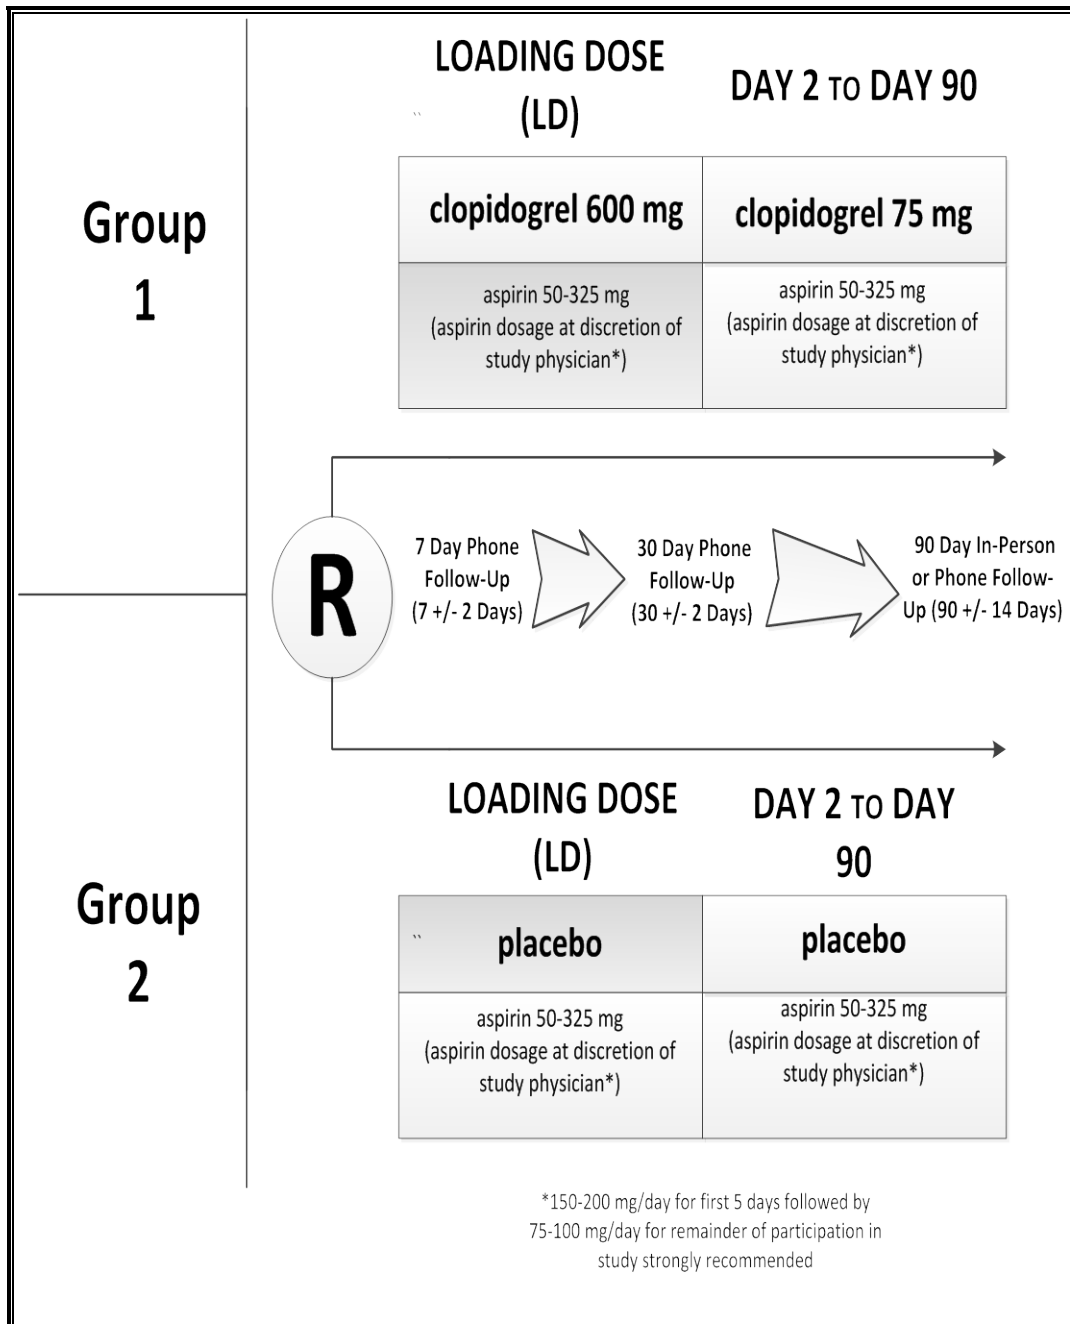 LOADING DOSE
(LD)
DAY 2 TO DAY 90
Group
1
clopidogrel 600 mg
clopidogrel 75 mg
aspirin 50-325 mg
(aspirin dosage at discretion of
study physician*)
aspirin 50-325 mg
(aspirin dosage at discretion of
study physician*)
R
7 Day Phone
Follow-Up
(7 +/- 2 Days)
30 Day Phone
Follow-Up
(30 +/- 2 Days)
90 Day In-Person
or Phone Follow-
Up (90 +/- 14 Days)
LOADING DOSE
(LD)
DAY 2 TO DAY
90
Group
2
placebo
placebo
aspirin 50-325 mg
(aspirin dosage at discretion of
study physician*)
aspirin 50-325 mg
(aspirin dosage at discretion of
study physician*)
*150-200 mg/day for first 5 days followed by
75-100 mg/day for remainder of participation in
study strongly recommended